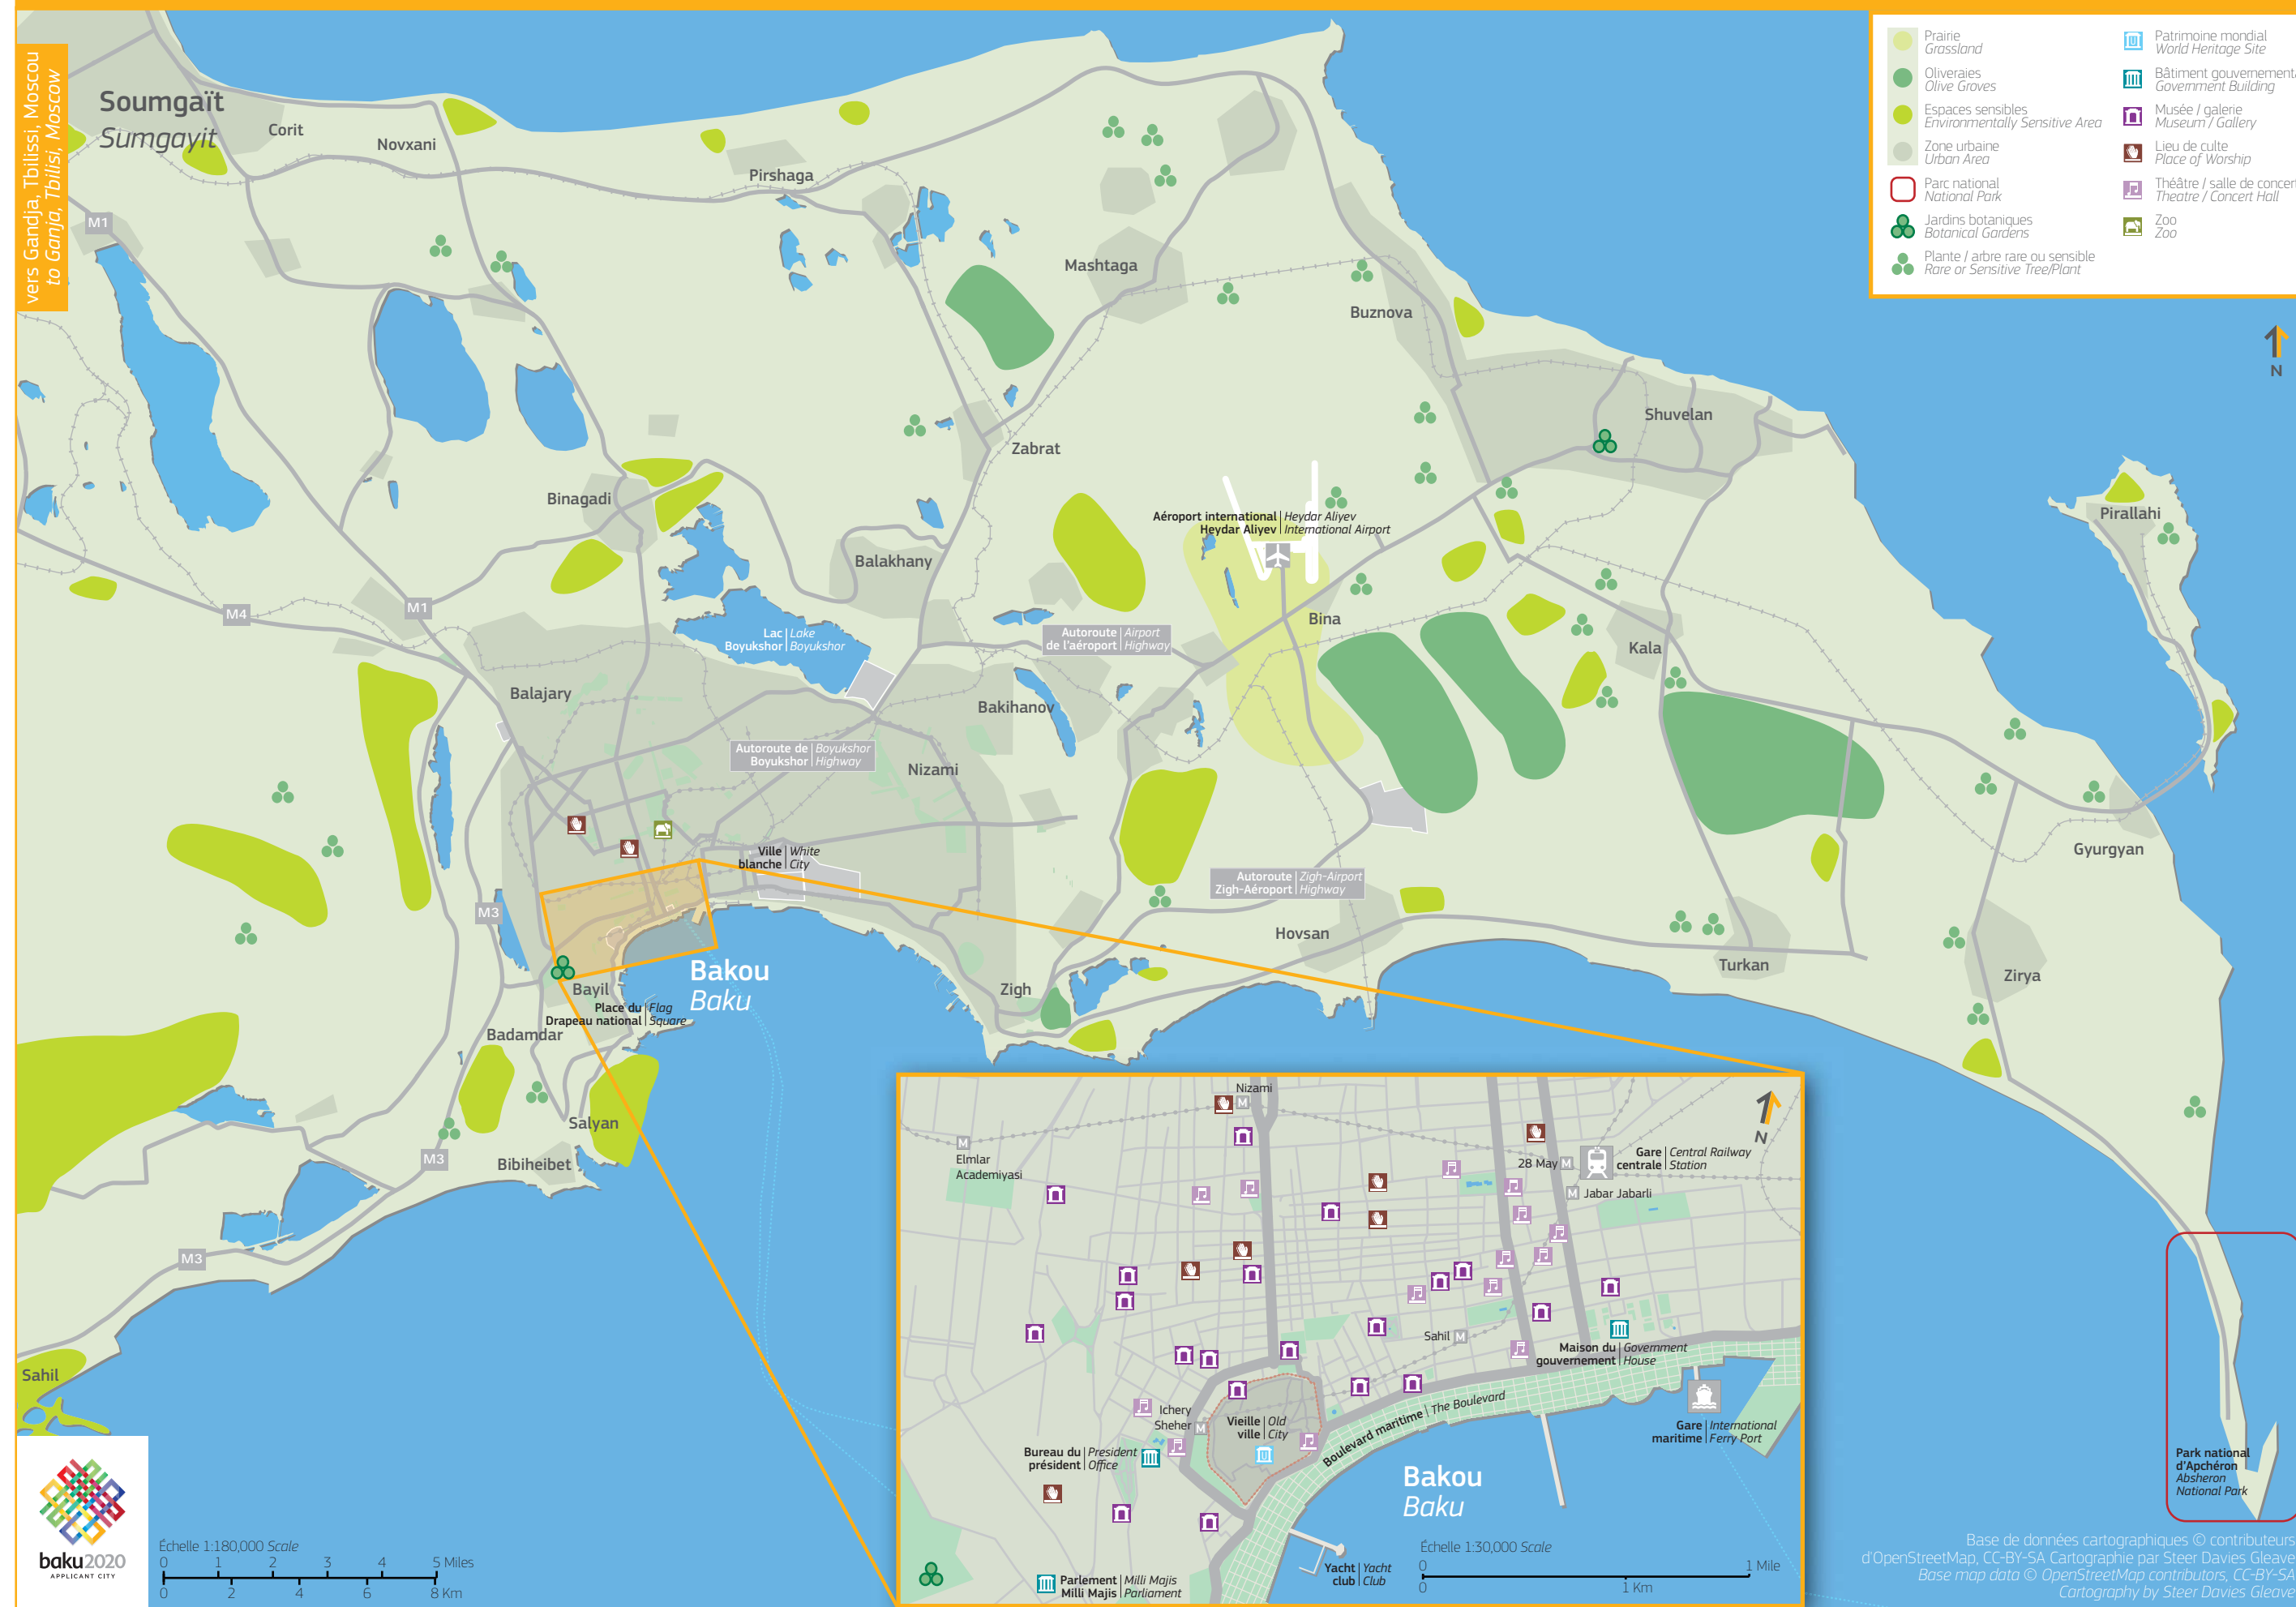 vers Gandja, Tbilissi, Moscou
to Ganja, Tbilisi, Moscow
Soumgaït
Sumgayit
Corit
Novxani
Pirshaga
Mashtaga
Buznova
Shuvelan
Pirallahi
M1
Zabrat
Binagadi
Balakhany
Aéroport international | Heydar Aliyev
Heydar Aliyev | International Airport
Bina
Kala
M4
M1
Lac | Lake
Boyukshor | Boyukshor
Autoroute | Airport
de l'aéroport | Highway
Balajary
Bakihanov
Autoroute de | Boyukshor
Boyukshor | Highway
Nizami
Ville | White
blanche | City
Autoroute | Zigh-Airport
Zigh-Aéroport | Highway
Gyurgyan
M3
Hovsan
Turkan
Zirya
Bakou
Baku
Bayil
Zigh
Place du | Flag
Drapeau national | Square
Badamdar
Salyan
Bibiheibet
M3
M3
Sahil
Prairie
Grassland
Oliveraies
Olive Groves
Espaces sensibles
Environmentally Sensitive Area
Zone urbaine
Urban Area
Parc national
National Park
Jardins botaniques
Botanical Gardens
Plante / arbre rare ou sensible
Rare or Sensitive Tree/Plant
Patrimoine mondial
World Heritage Site
Bâtiment gouvernementa
Government Building
Musée / galerie
Museum / Gallery
Lieu de culte
Place of Worship
Théâtre / salle de concert
Theatre / Concert Hall
Zoo
Zoo
N
Nizami
M
M
Elmlar
Academiyasi
28 May M
Gare | Central Railway
centrale | Station
M Jabar Jabarli
N
Sahil M
Maison du | Government
gouvernement | House
Ichery
Sheher M
Vieille | Old
ville | City
Boulevard maritime | The Boulevard
Gare | International
maritime | Ferry Port
Bureau du | President
président | Office
Bakou
Baku
Parlement | Milli Majis
Milli Majis | Parliament
Yacht | Yacht
club | Club
Échelle 1:30,000 Scale
0 1 Mile
0 1 Km
Park national
d'Apchéron
Absheron
National Park
baku2020
APPLICANT CITY
Échelle 1:180,000 Scale
0 1 2 3 4 5 Miles
0 2 4 6 8 Km
Base de données cartographiques © contributeurs
d'OpenStreetMap, CC-BY-SA Cartographie par Steer Davies Gleave
Base map data © OpenStreetMap contributors, CC-BY-SA
Cartography by Steer Davies Gleave